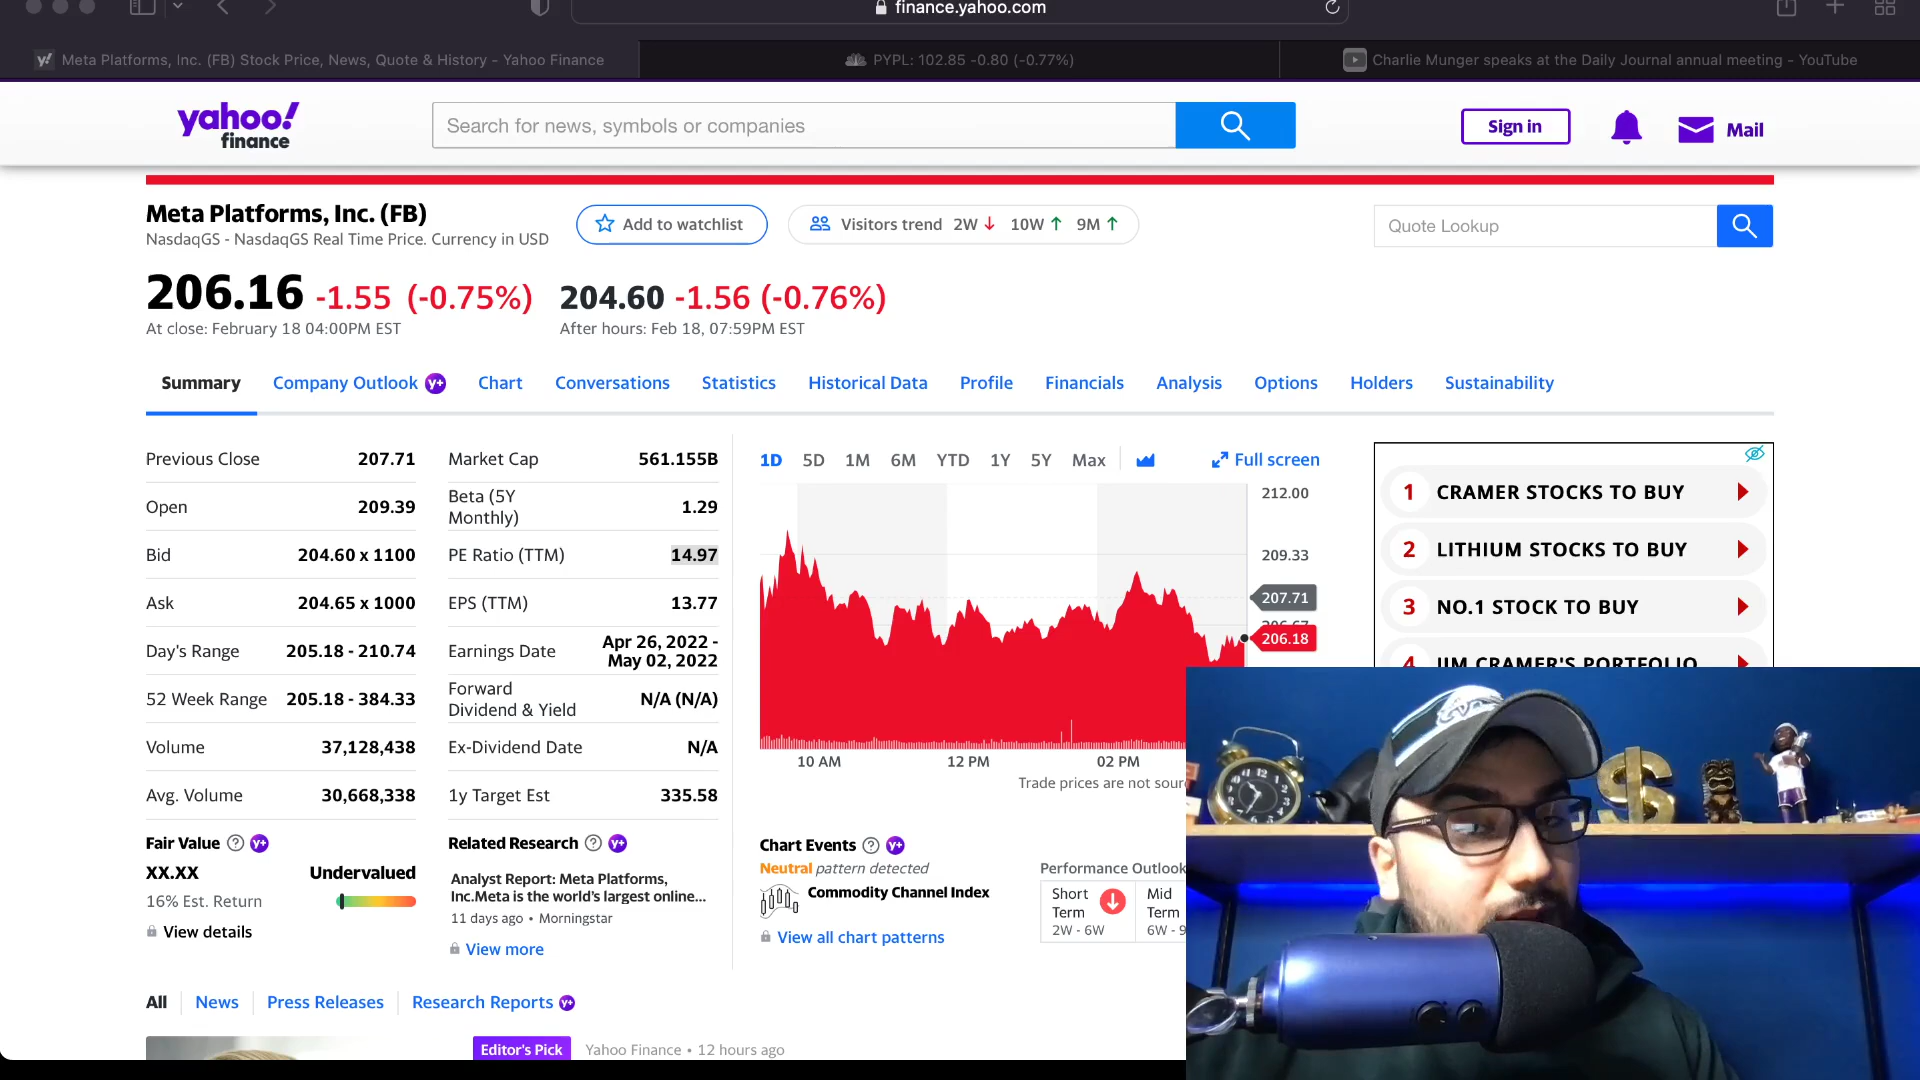 finance.yahoo.com
Meta Platforms, Inc. (FB) Stock Price, News, Quote & History - Yahoo Finance
PYPL: 102.85 -0.80 (-0.77%)
Charlie Munger speaks at the Daily Journal annual meeting - YouTube
yahoo!
finance
Search for news, symbols or companies
Sign in
Mail
Meta Platforms, Inc. (FB)
NasdaqGS - NasdaqGS Real Time Price. Currency in USD
Add to watchlist
Visitors trend 2W 10W 9M
Quote Lookup
206.16 -1.55 (-0.75%)
At close: February 18 04:00PM EST
204.60 -1.56 (-0.76%)
After hours: Feb 18, 07:59PM EST
Summary Company Outlook Y+ Chart Conversations Statistics Historical Data Profile Financials Analysis Options Holders Sustainability
Previous Close 207.71
Open 209.39
Bid 204.60 x 1100
Ask 204.65 x 1000
Day's Range 205.18 - 210.74
52 Week Range 205.18 - 384.33
Volume 37,128,438
Avg. Volume 30,668,338
Market Cap 561.155B
Beta (5Y
Monthly) 1.29
PE Ratio (TTM) 14.97
EPS (TTM) 13.77
Earnings Date Apr 26, 2022 -
May 02, 2022
Forward
Dividend & Yield N/A (N/A)
Ex-Dividend Date N/A
1y Target Est 335.58
1D 5D 1M 6M YTD 1Y 5Y Max
Full screen
212.00
209.33
207.71
206.67
206.18
10 AM 12 PM 02 PM
Trade prices are not sour
1 CRAMER STOCKS TO BUY
2 LITHIUM STOCKS TO BUY
3 NO.1 STOCK TO BUY
4 JIM CRAMER'S PORTFOLIO
Fair Value ? Y+
XX.XX Undervalued
16% Est. Return
View details
Related Research ? Y+
Analyst Report: Meta Platforms,
Inc.Meta is the world's largest online...
11 days ago • Morningstar
View more
Chart Events ? Y+
Neutral pattern detected
Commodity Channel Index
View all chart patterns
Performance Outlook
Short
Term
2W - 6W
Mid
Term
6W - 9
All News Press Releases Research Reports Y+
Editor's Pick Yahoo Finance • 12 hours ago